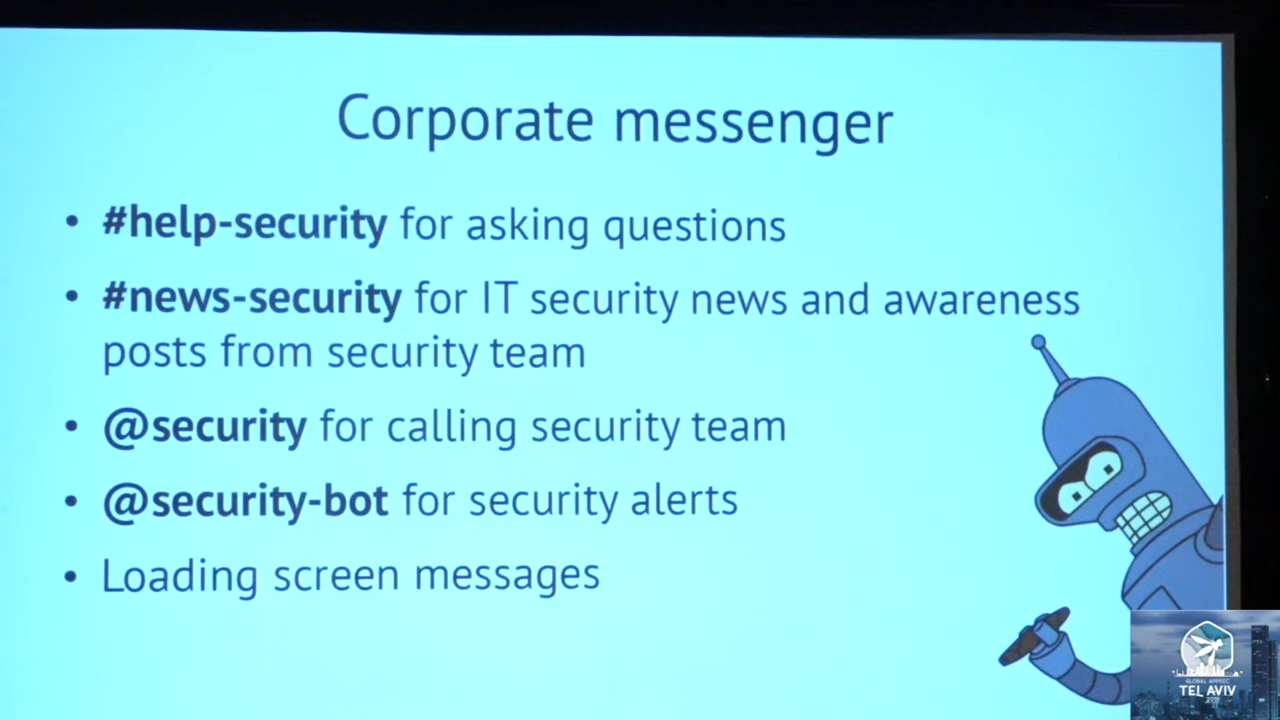 Corporate messenger
• #help-security for asking questions
• #news-security for IT security news and awareness
posts from security team
• @security for calling security team
• @security-bot for security alerts
• Loading screen messages
GLOBAL APPSEC
TEL AVIV
2019